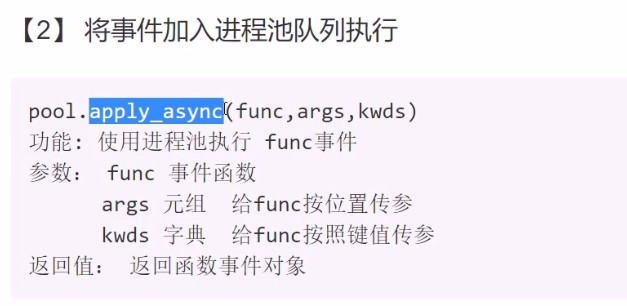 【2】 将事件加入进程池队列执行
pool.apply_async(func,args,kwds)
功能: 使用进程池执行 func事件
参数: func 事件函数
args 元组 给func按位置传参
kwds 字典 给func按照键值传参
返回值: 返回函数事件对象